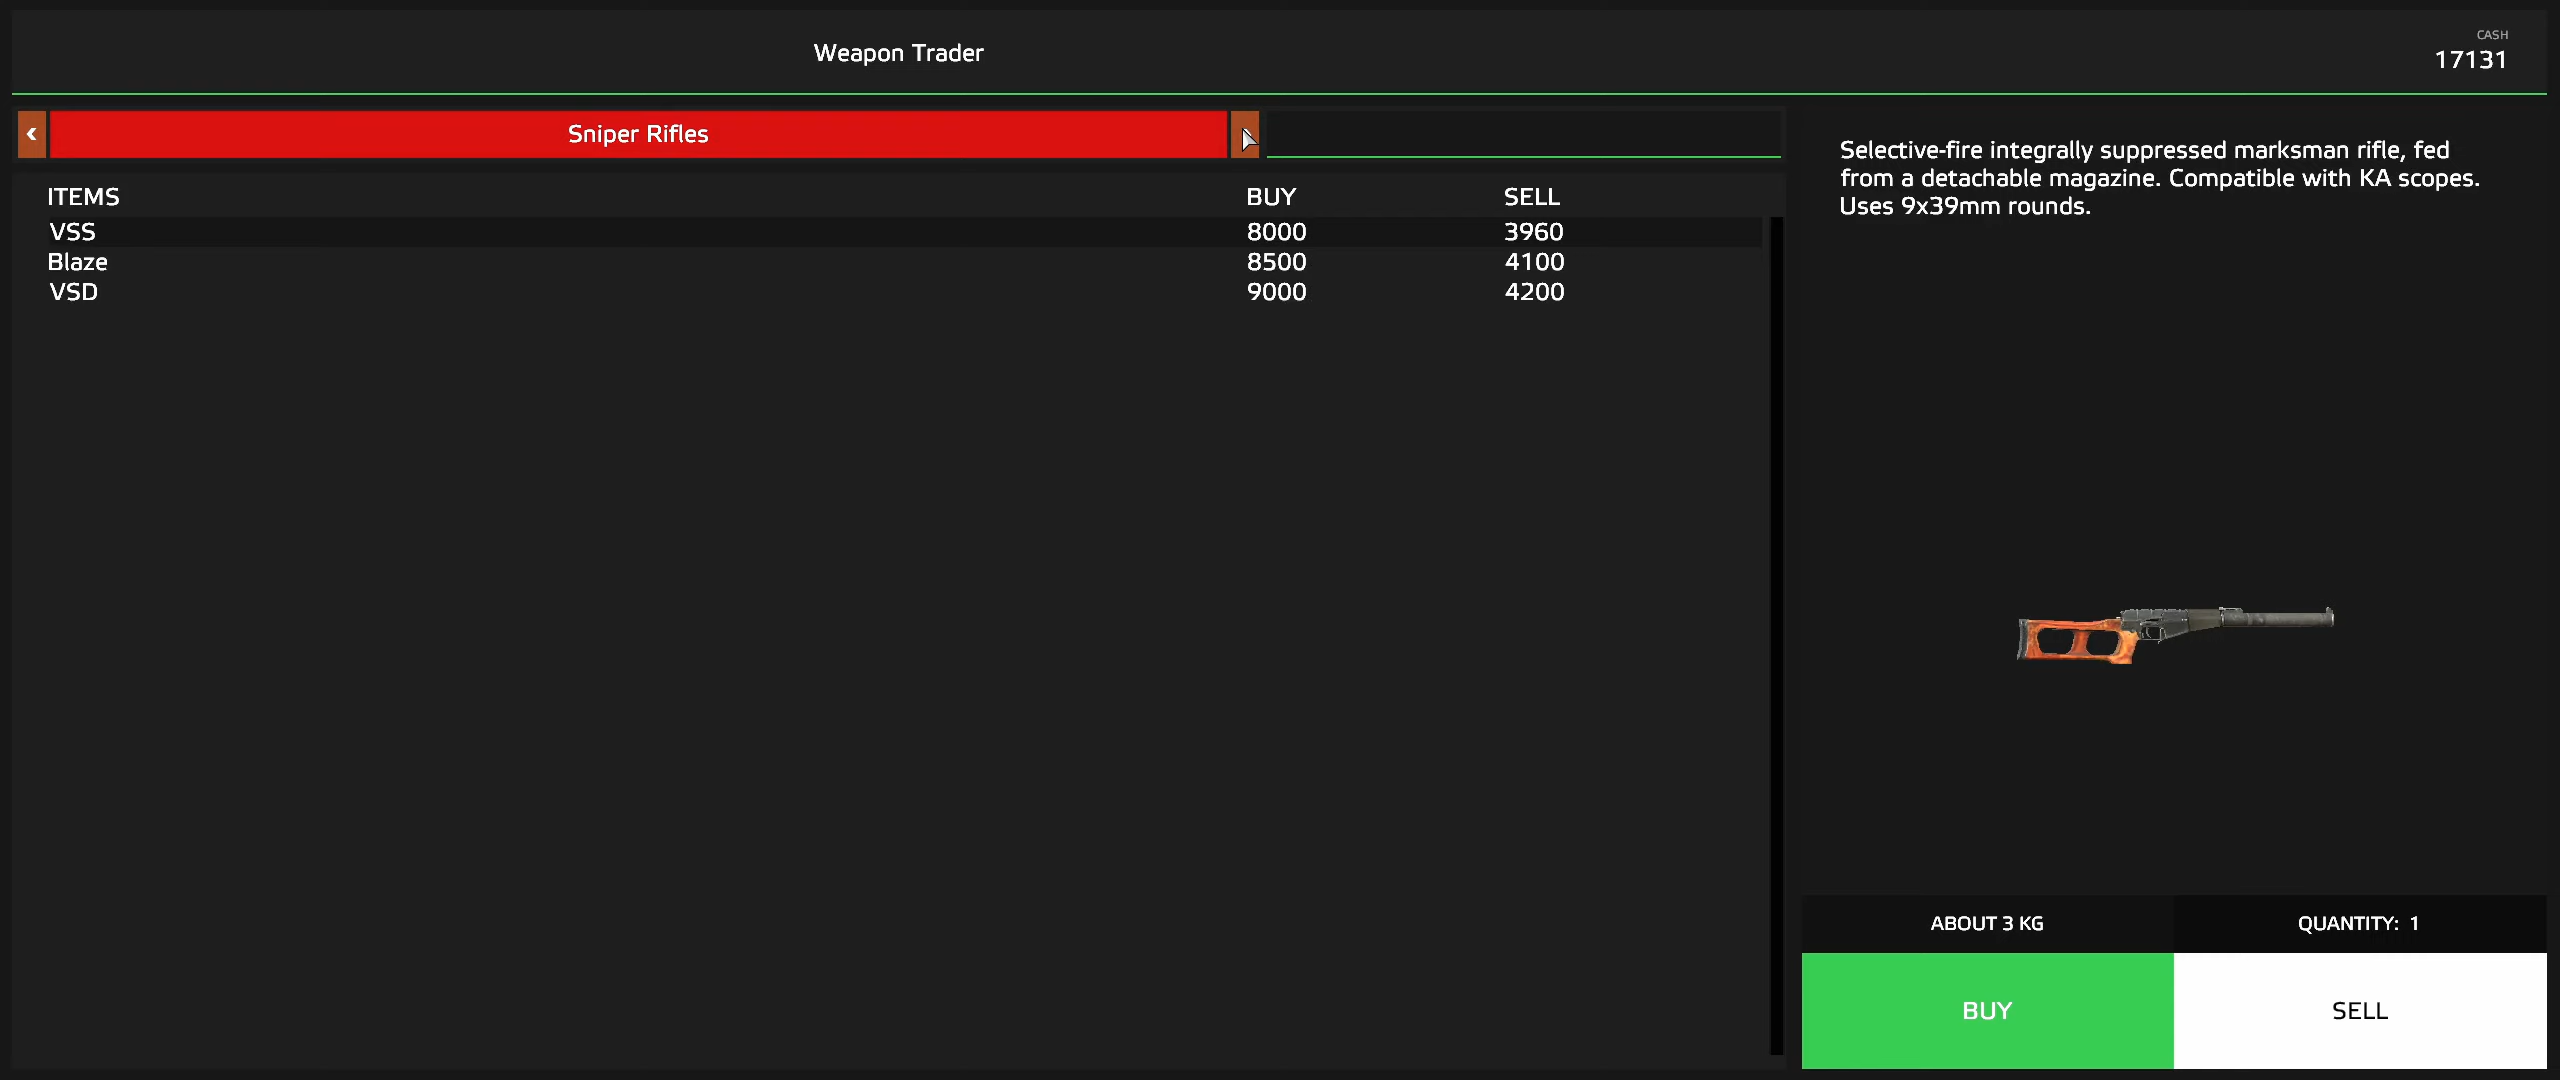 Weapon Trader
CASH
17131
‹ Sniper Rifles
ITEMS BUY SELL
VSS 8000 3960
Blaze 8500 4100
VSD 9000 4200
Selective-fire integrally suppressed marksman rifle, fed
from a detachable magazine. Compatible with KA scopes.
Uses 9x39mm rounds.
ABOUT 3 KG QUANTITY: 1
BUY SELL